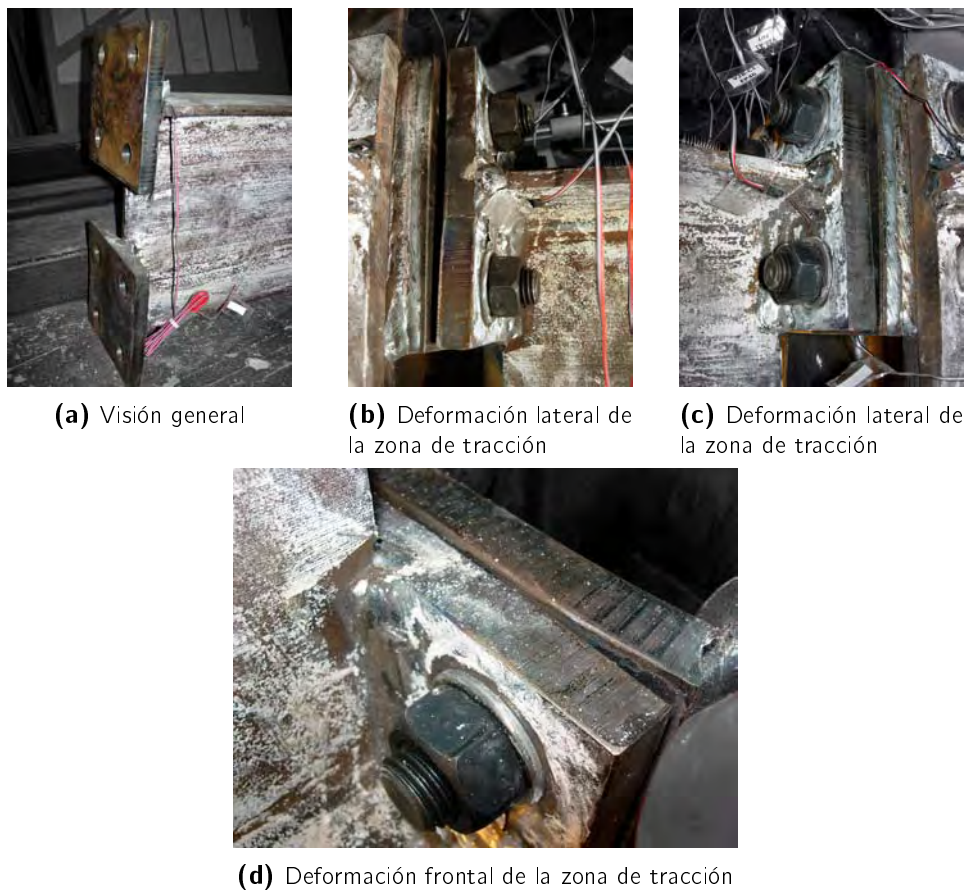 (a) Visión general
(b) Deformación lateral de
la zona de tracción
(c) Deformación lateral de
la zona de tracción
(d) Deformación frontal de la zona de tracción